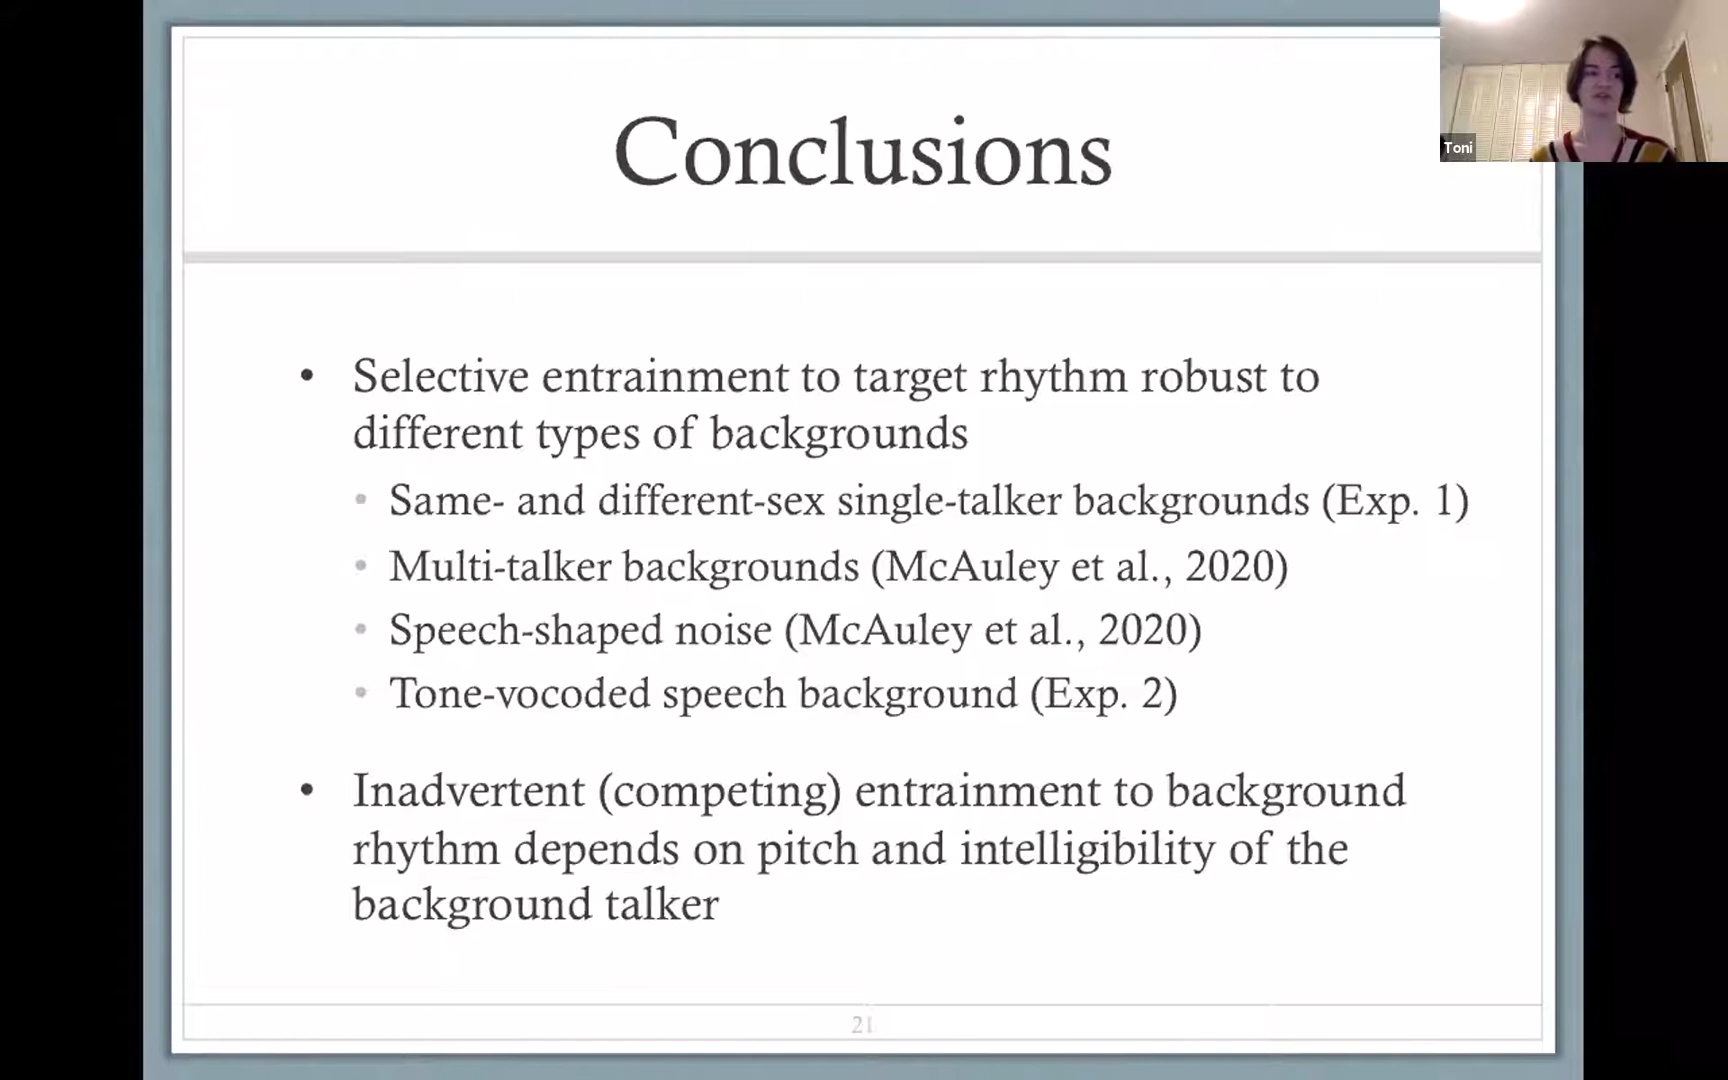 Conclusions
Toni
• Selective entrainment to target rhythm robust to
different types of backgrounds
• Same- and different-sex single-talker backgrounds (Exp. 1)
• Multi-talker backgrounds (McAuley et al., 2020)
• Speech-shaped noise (McAuley et al., 2020)
• Tone-vocoded speech background (Exp. 2)
• Inadvertent (competing) entrainment to background
rhythm depends on pitch and intelligibility of the
background talker
21